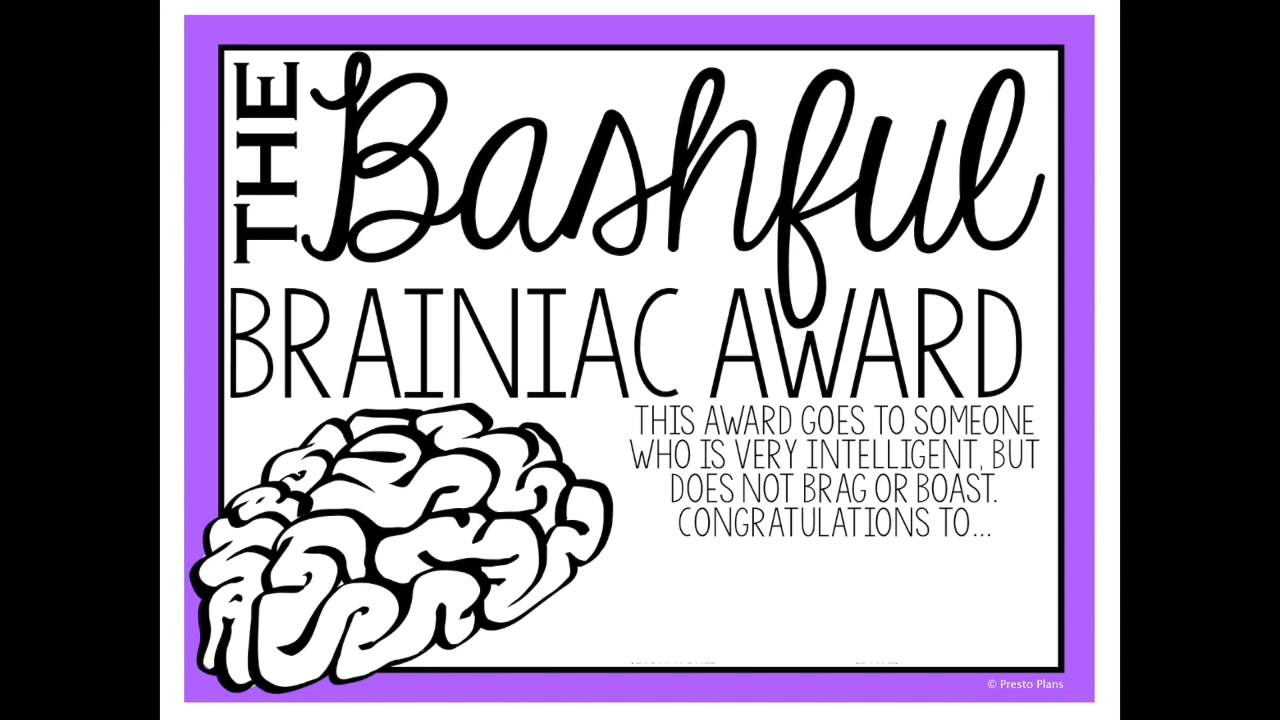 THE Bashful
BRAINIAC AWARD
THIS AWARD GOES TO SOMEONE
WHO IS VERY INTELLIGENT, BUT
DOES NOT BRAG OR BOAST.
CONGRATULATIONS TO...
© Presto Plans